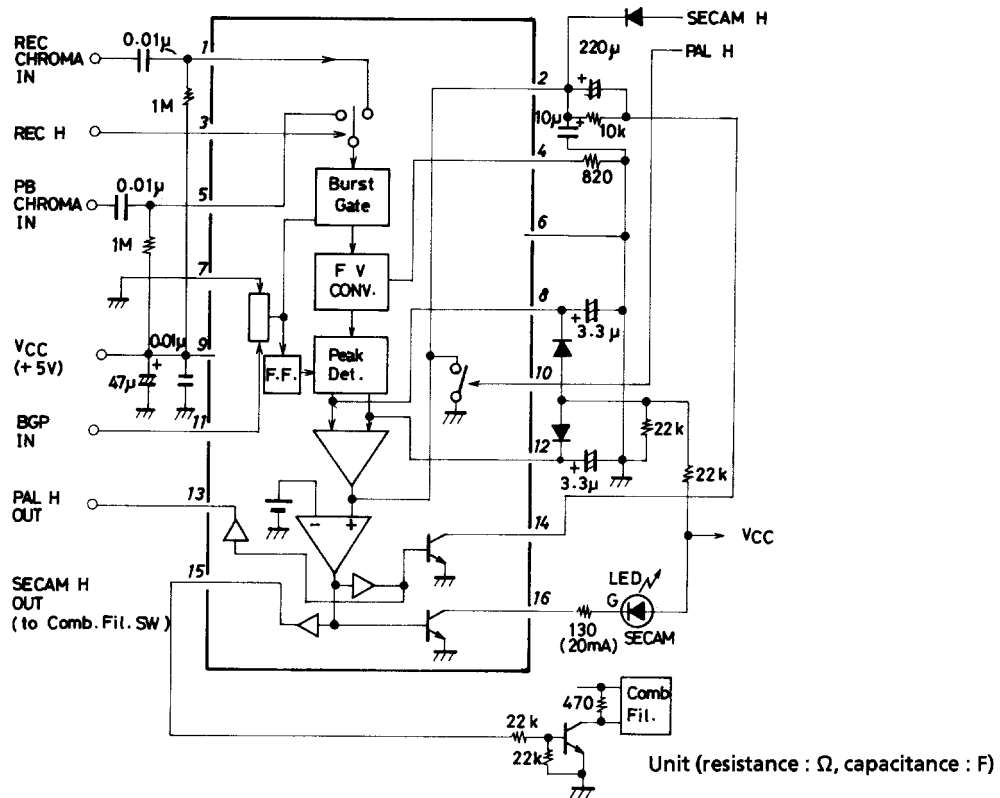 REC
CHROMA
IN
0.01μ
1
1M
REC H
3
PB
CHROMA
IN
0.01μ
5
1M
7
VCC
(+5V)
0.01μ
9
+
47μ
BGP
IN
11
PAL H
OUT
13
SECAM H
OUT
(to Comb. Fil. SW)
15
Burst
Gate
F V
CONV.
Peak
Det.
F.F.
-
+
SECAM H
PAL H
220μ
2
+
10μ
+
10k
4
820
6
8
+
3.3μ
10
22k
12
+
3.3μ
22k
14
VCC
16
LED
G
130
(20mA)
SECAM
470
Comb
Fil.
22k
22k
Unit (resistance : Ω, capacitance : F)